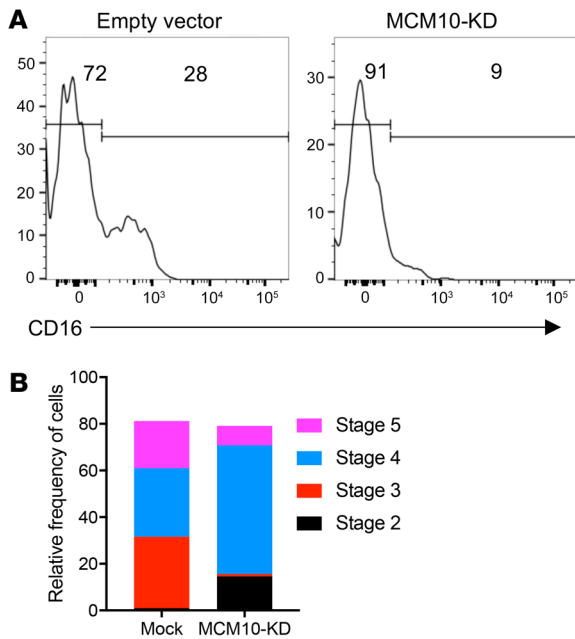 A
Empty vector
MCM10-KD
50
40
30
20
10
0
72
28
0
10³
10⁴
10⁵
30
20
10
0
91
9
0
10³
10⁴
10⁵
CD16
B
Relative frequency of cells
100
80
60
40
20
0
Mock
MCM10-KD
Stage 5
Stage 4
Stage 3
Stage 2